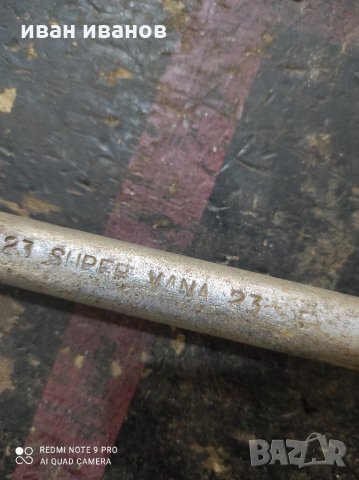 иван иванов
23 SUPER VANA 23
REDMI NOTE 9 PRO
AI QUAD CAMERA
BAZAR